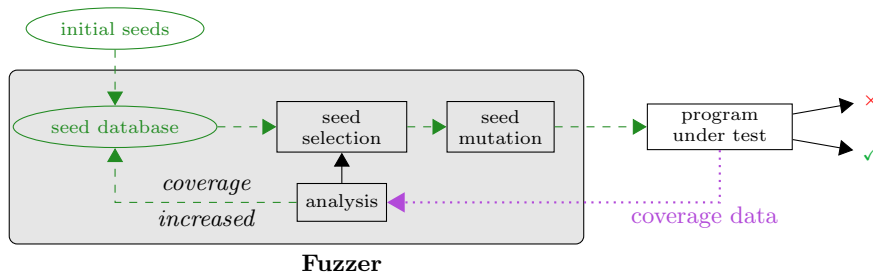 initial seeds
seed database
seed
selection
seed
mutation
program
under test
×
✓
coverage
increased
analysis
coverage data
Fuzzer